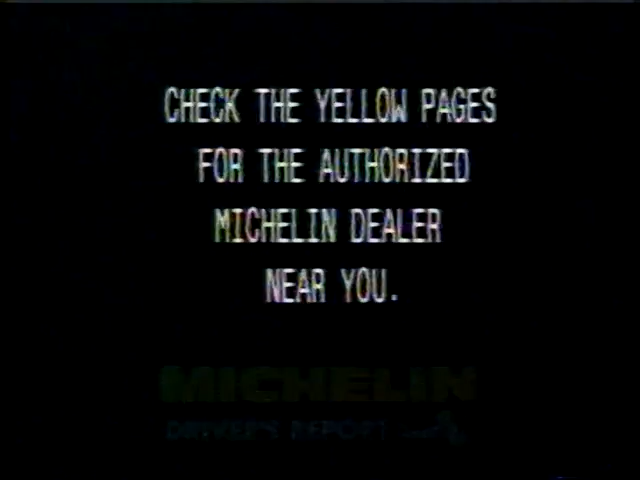 CHECK THE YELLOW PAGES
FOR THE AUTHORIZED
MICHELIN DEALER
NEAR YOU.
MICHELIN
DRIVER'S REPORT